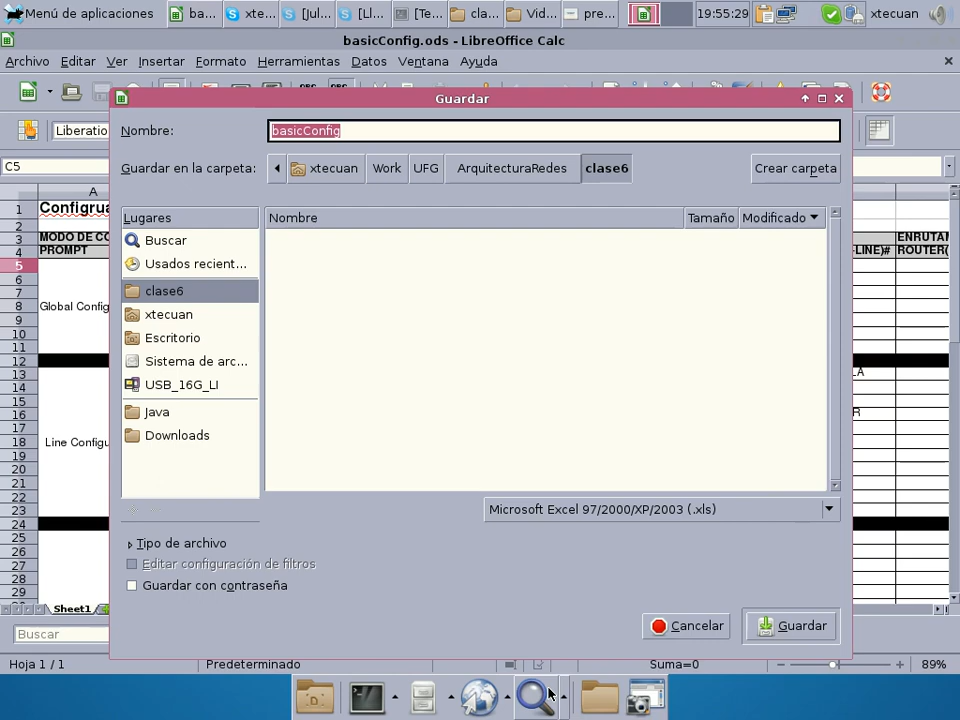 Menú de aplicaciones
ba...
xte...
[Jul...
[Ll...
[Te...
cla...
Vid...
pre...
19:55:29
xtecuan
basicConfig.ods - LibreOffice Calc
Archivo Editar Ver Insertar Formato Herramientas Datos Ventana Ayuda
Guardar
Liberatio
Nombre:
basicConfig
C5
Guardar en la carpeta:
xtecuan
Work
UFG
ArquitecturaRedes
clase6
Crear carpeta
A
1 Configrua
2
3 MODO DE CO
ENRUTAM
4 PROMPT
-LINE)#
ROUTER(
5
6
7
8 Global Config
9
10
11
12
13
LA
14
15
16
R
17
18 Line Configu
19
20
21
22
23
24
25
26
27
28
29
Lugares
Buscar
Usados recient...
clase6
xtecuan
Escritorio
Sistema de arc...
USB_16G_LI
Java
Downloads
Nombre
Tamaño
Modificado
Microsoft Excel 97/2000/XP/2003 (.xls)
Tipo de archivo
Editar configuración de filtros
Guardar con contraseña
Cancelar
Guardar
Sheet1
Buscar
Hoja 1 / 1
Predeterminado
Suma=0
89%